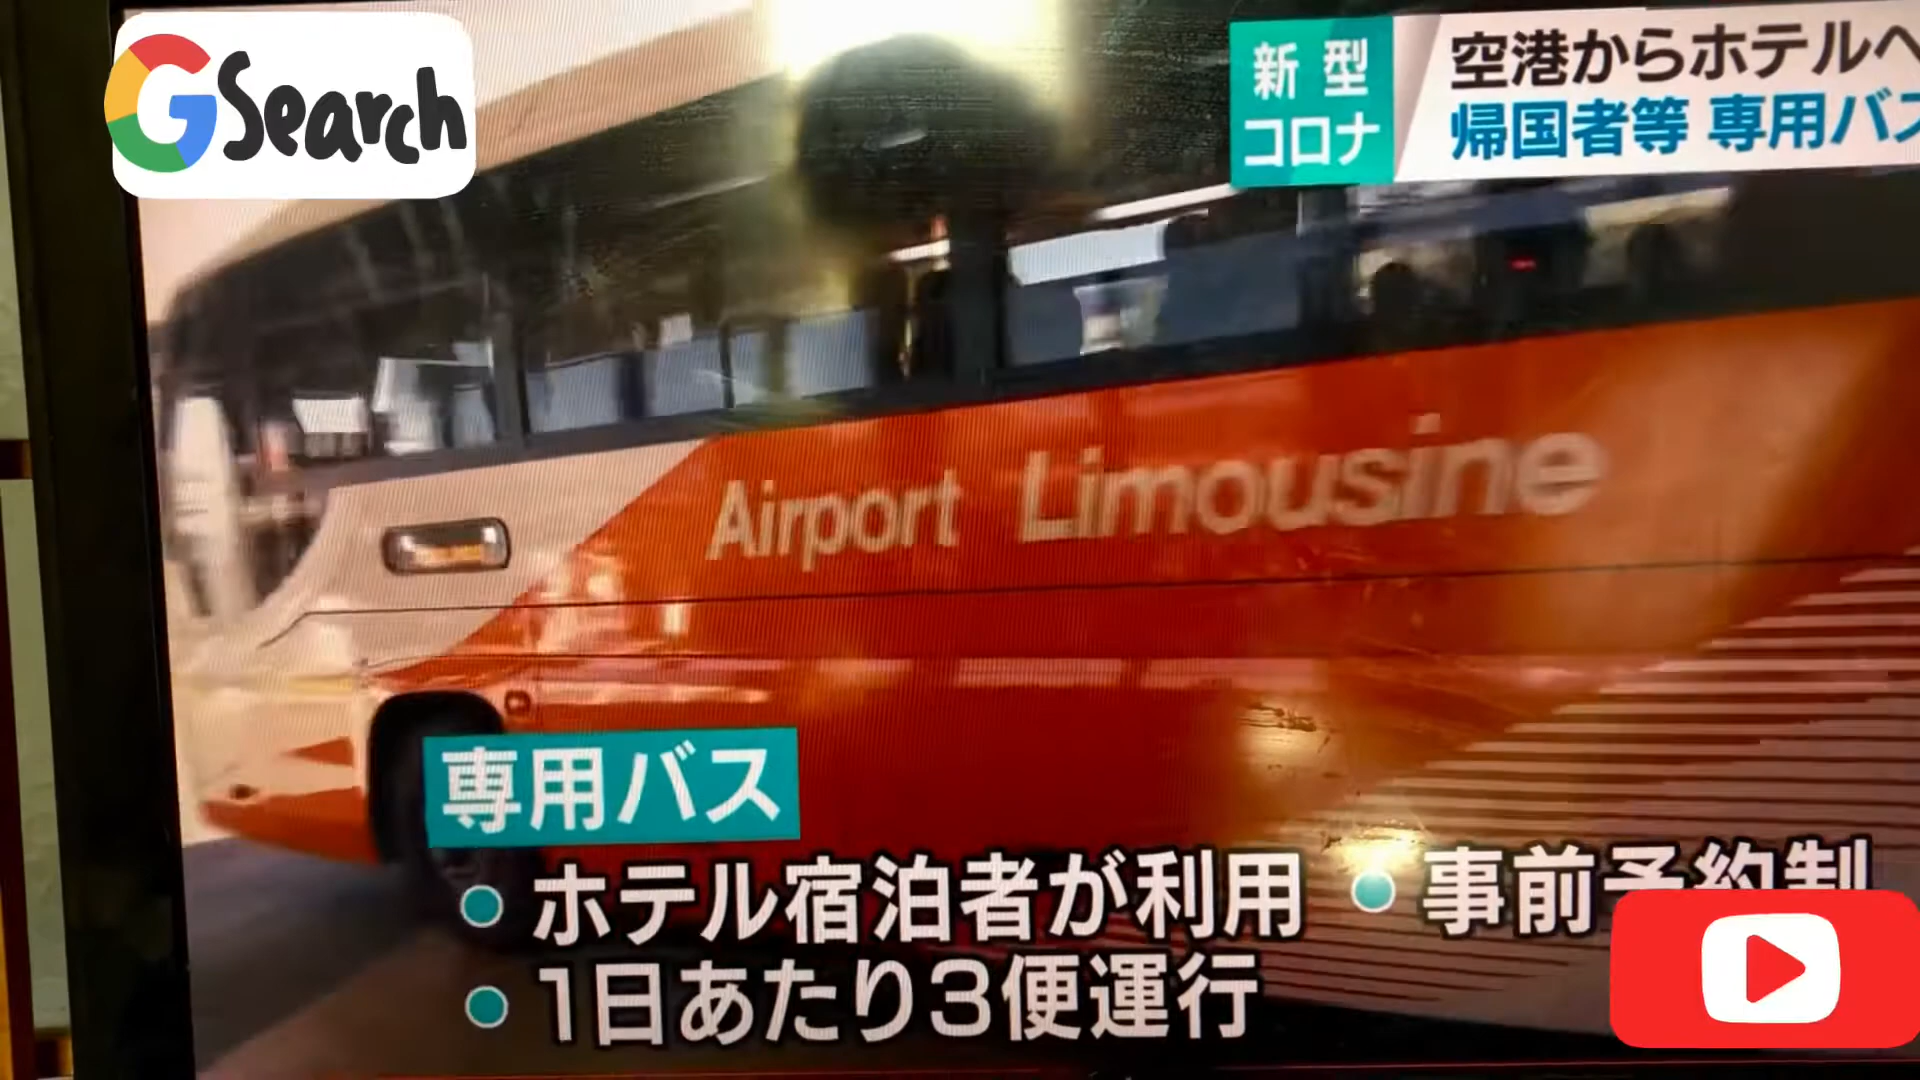 GSearch
新型
コロナ
空港からホテルへ
帰国者等 専用バス
Airport Limousine
専用バス
● ホテル宿泊者が利用 ● 事前予約制
● 1日あたり3便運行